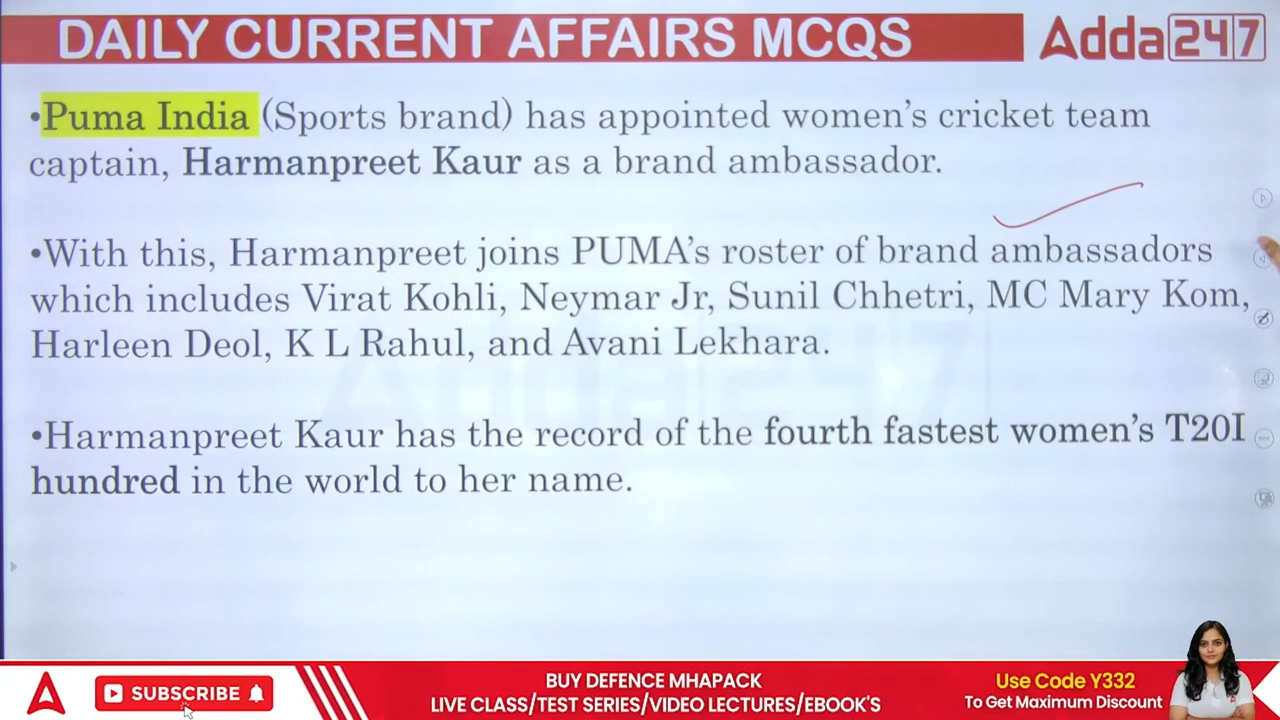 DAILY CURRENT AFFAIRS MCQS
Adda247
•Puma India (Sports brand) has appointed women's cricket team
captain, Harmanpreet Kaur as a brand ambassador.
•With this, Harmanpreet joins PUMA's roster of brand ambassadors
which includes Virat Kohli, Neymar Jr, Sunil Chhetri, MC Mary Kom,
Harleen Deol, K L Rahul, and Avani Lekhara.
•Harmanpreet Kaur has the record of the fourth fastest women's T20I
hundred in the world to her name.
Adda247
SUBSCRIBE
BUY DEFENCE MHAPACK
LIVE CLASS/TEST SERIES/VIDEO LECTURES/EBOOK'S
Use Code Y332
To Get Maximum Discount